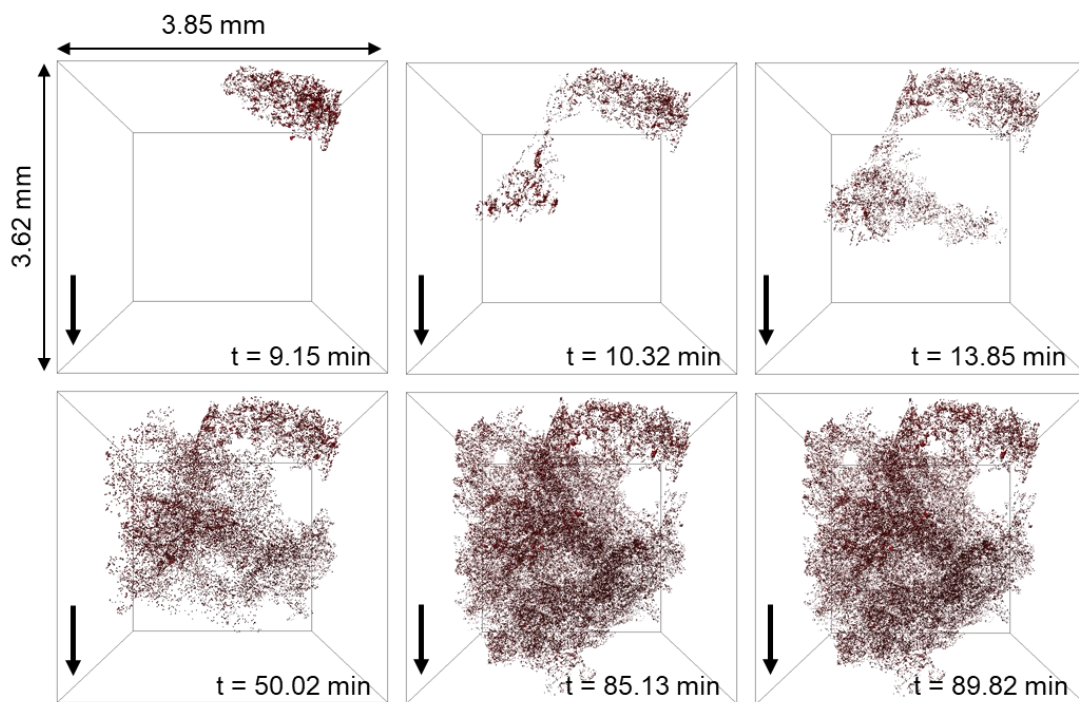 3.85 mm
3.62 mm
t = 9.15 min
t = 10.32 min
t = 13.85 min
t = 50.02 min
t = 85.13 min
t = 89.82 min